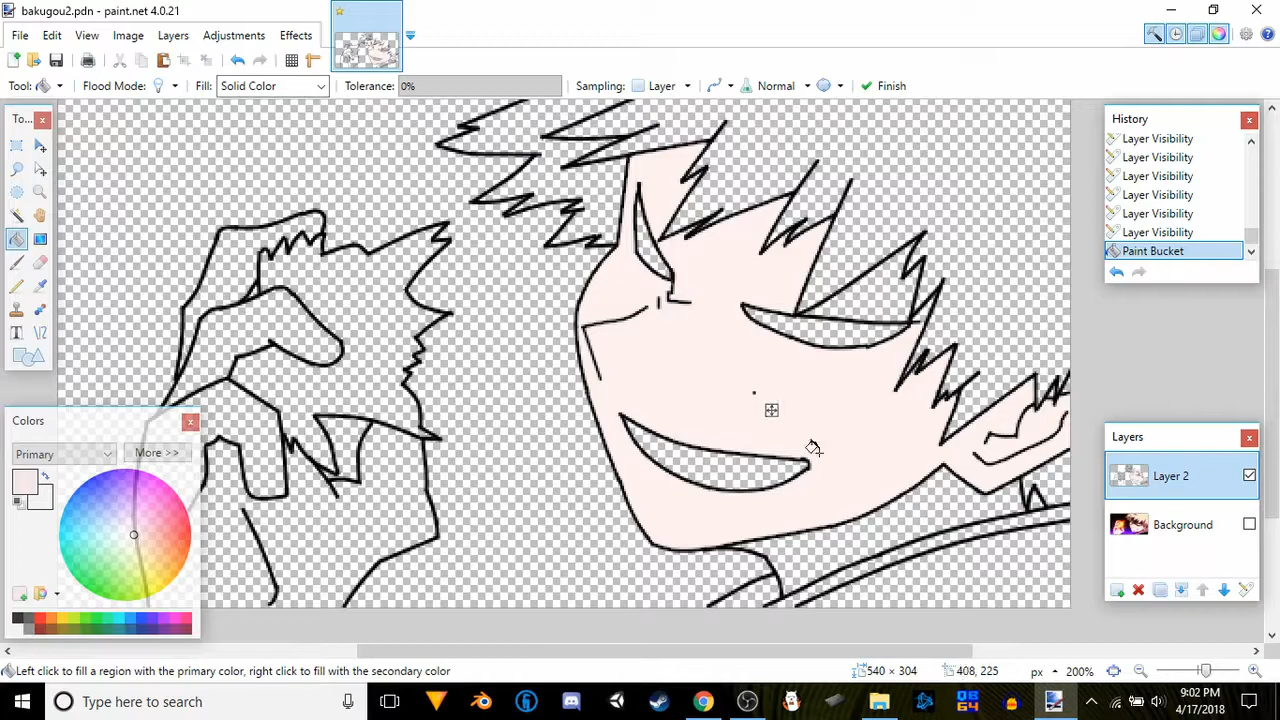 bakugou2.pdn - paint.net 4.0.21
File Edit View Image Layers Adjustments Effects
Tool: Flood Mode: Fill: Solid Color Tolerance: 0% Sampling: Layer Normal Finish
To...
History
Layer Visibility
Layer Visibility
Layer Visibility
Layer Visibility
Layer Visibility
Layer Visibility
Paint Bucket
Colors
Primary More >>
Layers
Layer 2
Background
Left click to fill a region with the primary color, right click to fill with the secondary color 540 × 304 408, 225 px 200%
Type here to search
QB
64
9:02 PM
4/17/2018